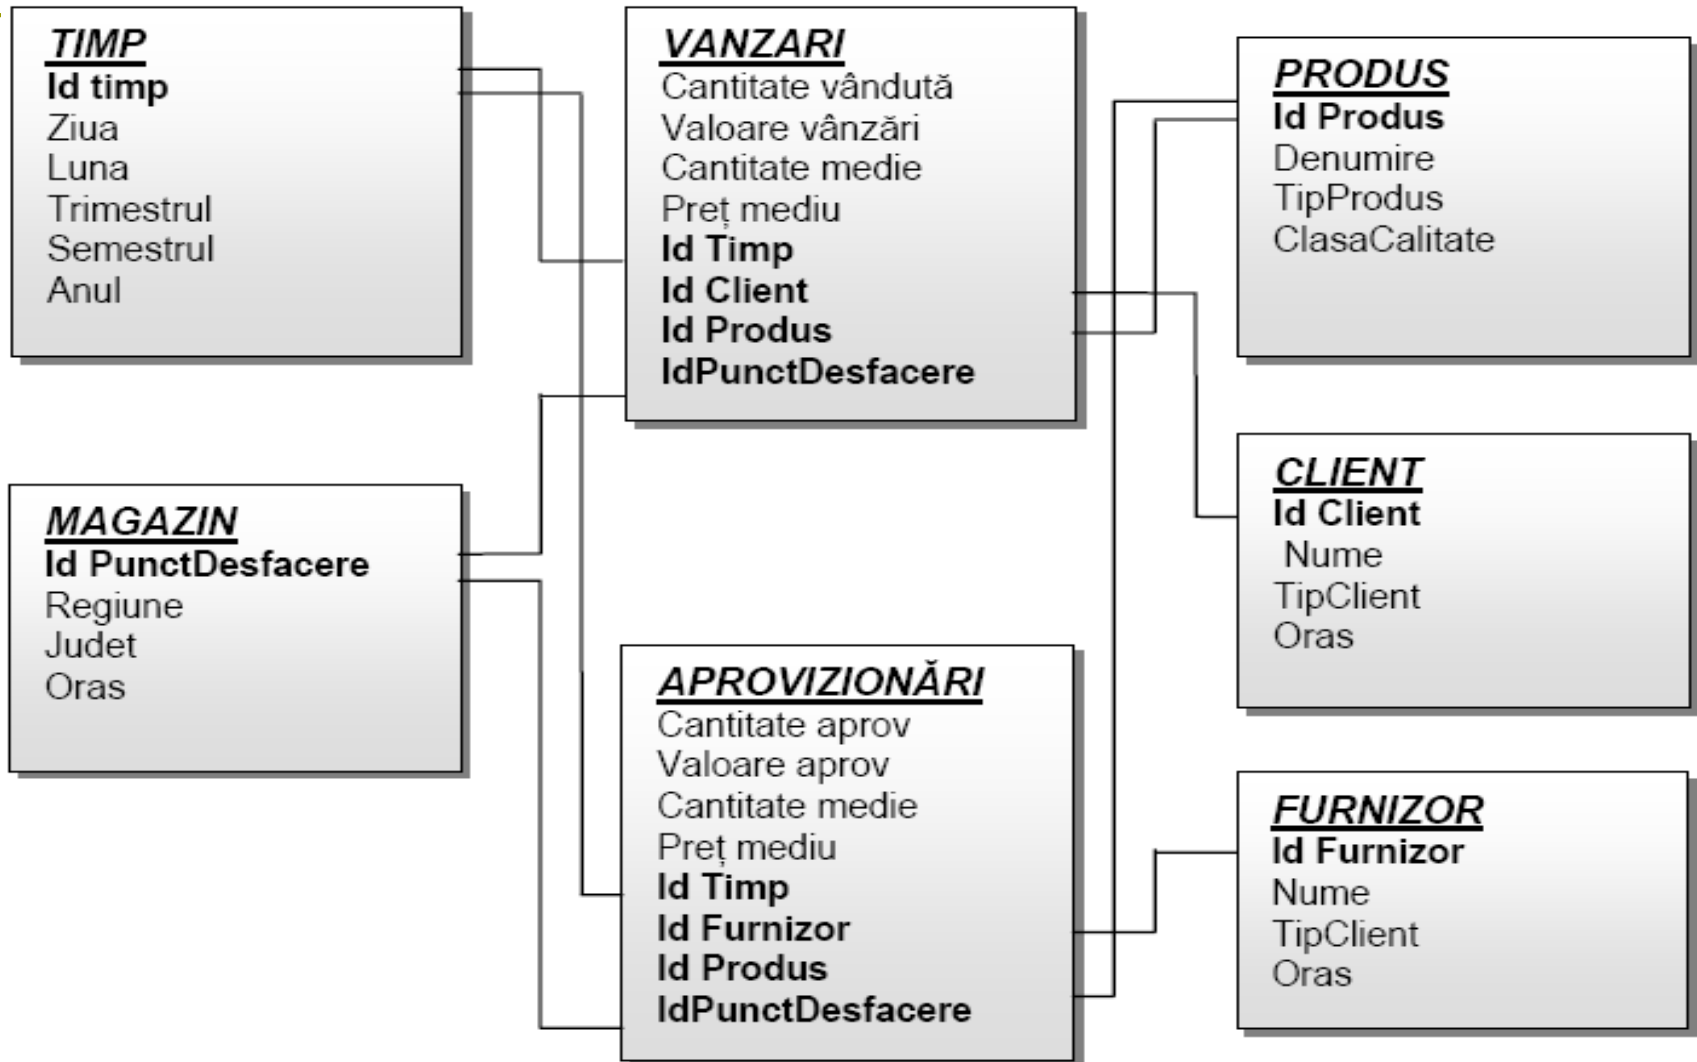 TIMP
Id timp
Ziua
Luna
Trimestrul
Semestrul
Anul
VANZARI
Cantitate vândută
Valoare vânzări
Cantitate medie
Preț mediu
Id Timp
Id Client
Id Produs
IdPunctDesfacere
PRODUS
Id Produs
Denumire
TipProdus
ClasaCalitate
MAGAZIN
Id PunctDesfacere
Regiune
Judet
Oras
CLIENT
Id Client
Nume
TipClient
Oras
APROVIZIONĂRI
Cantitate aprov
Valoare aprov
Cantitate medie
Preț mediu
Id Timp
Id Furnizor
Id Produs
IdPunctDesfacere
FURNIZOR
Id Furnizor
Nume
TipClient
Oras